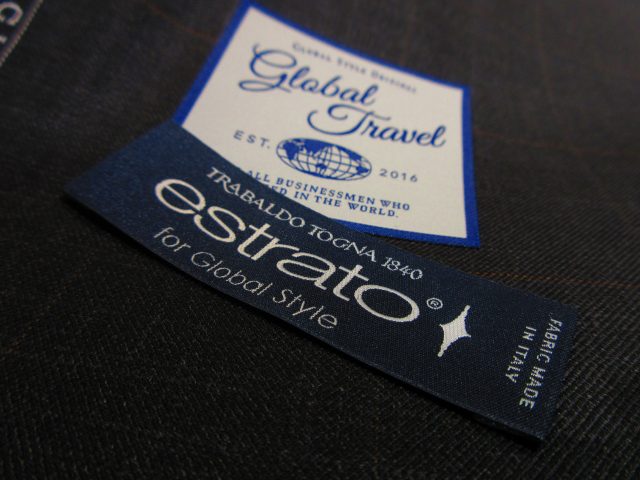 GLOBAL STYLE ORIGINAL
Global
Travel
EST. 2016
ALL BUSINESSMEN WHO
IN THE WORLD.
TRABALDO TOGNA 1840
estrato®
for Global Style
FABRIC MADE
IN ITALY